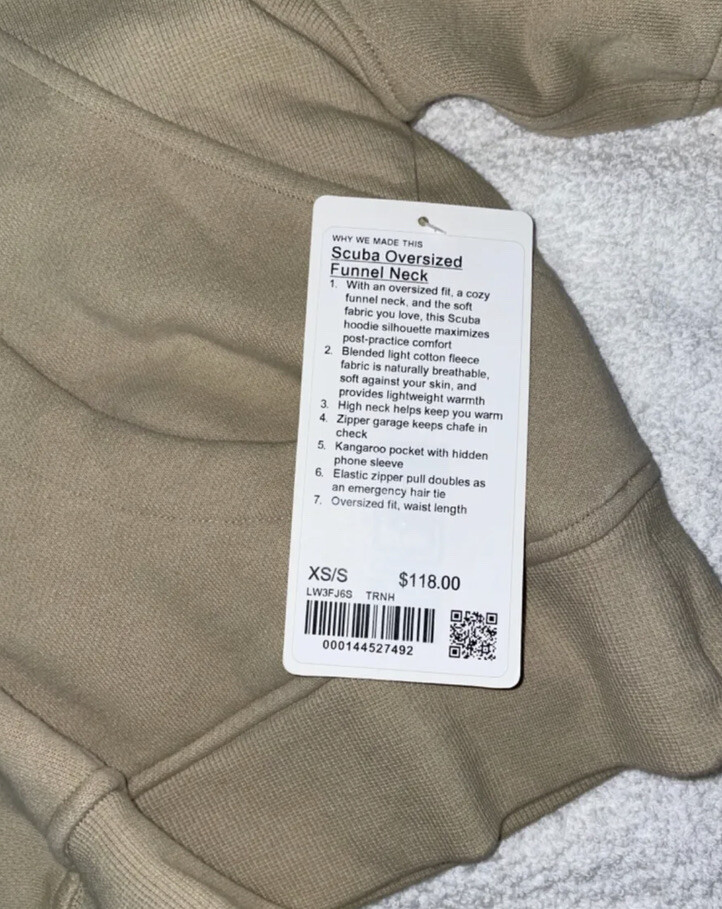 WHY WE MADE THIS
Scuba Oversized
Funnel Neck
1. With an oversized fit, a cozy
funnel neck, and the soft
fabric you love, this Scuba
hoodie silhouette maximizes
post-practice comfort
2. Blended light cotton fleece
fabric is naturally breathable,
soft against your skin, and
provides lightweight warmth
3. High neck helps keep you warm
4. Zipper garage keeps chafe in
check
5. Kangaroo pocket with hidden
phone sleeve
6. Elastic zipper pull doubles as
an emergency hair tie
7. Oversized fit, waist length
XS/S $118.00
LW3FJ6S TRNH
000144527492